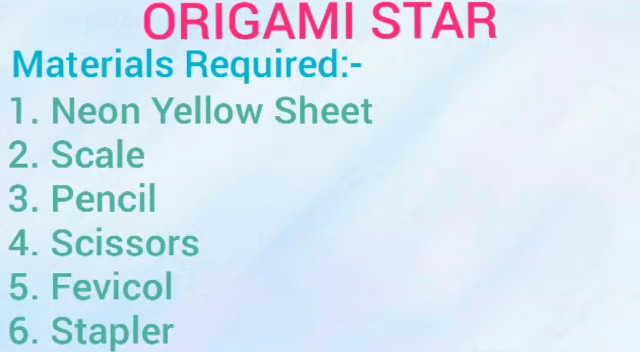 ORIGAMI STAR
Materials Required:-
1. Neon Yellow Sheet
2. Scale
3. Pencil
4. Scissors
5. Fevicol
6. Stapler